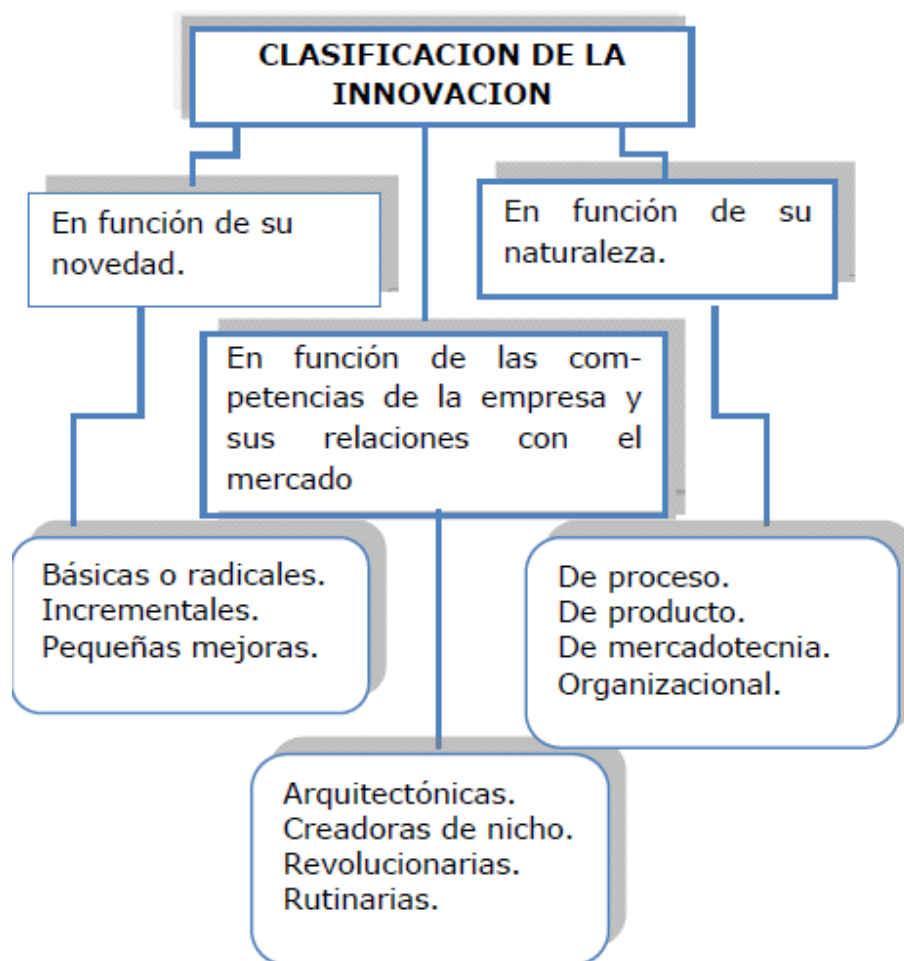 CLASIFICACION DE LA
INNOVACION
En función de su
novedad.
En función de su
naturaleza.
En función de las com-
petencias de la empresa y
sus relaciones con el
mercado
Básicas o radicales.
Incrementales.
Pequeñas mejoras.
De proceso.
De producto.
De mercadotecnia.
Organizacional.
Arquitectónicas.
Creadoras de nicho.
Revolucionarias.
Rutinarias.